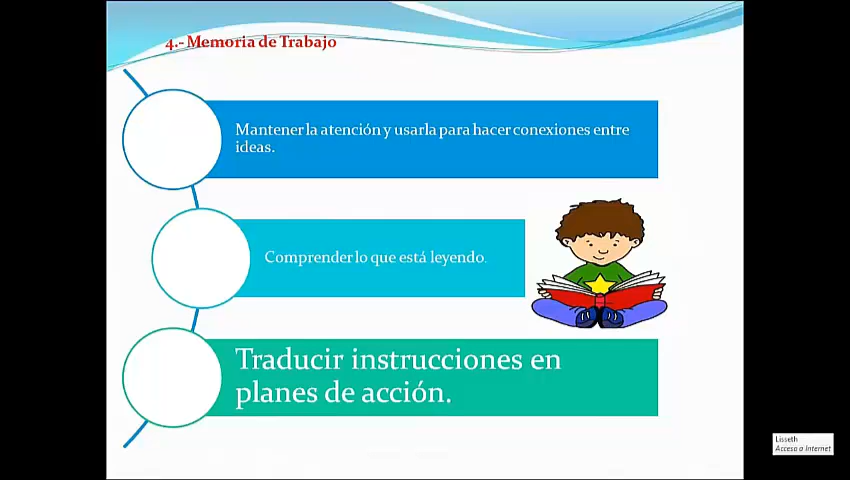 4.- Memoria de Trabajo
Mantener la atención y usarla para hacer conexiones entre
ideas.
Comprender lo que está leyendo.
Traducir instrucciones en
planes de acción.
Lisseth
Acceso a Internet